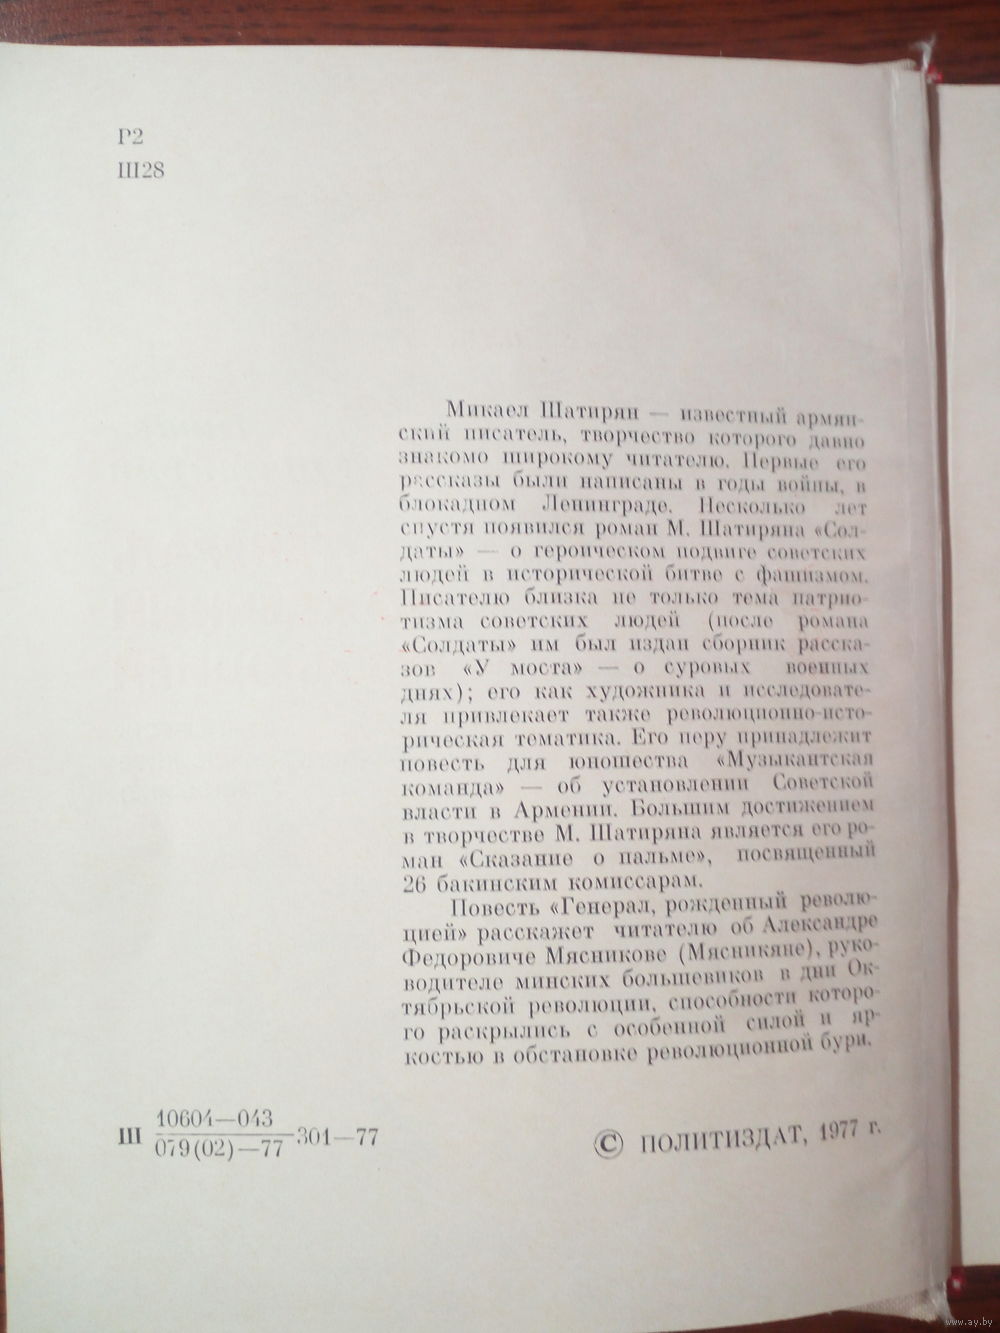 Р2
Ш28
Микаел Шатирян — известный армян-
ский писатель, творчество которого давно
знакомо широкому читателю. Первые его
рассказы были написаны в годы войны, в
блокадном Ленинграде. Несколько лет
спустя появился роман М. Шатиряна «Сол-
даты» — о героическом подвиге советских
людей в исторической битве с фашизмом.
Писателю близка не только тема патрио-
тизма советских людей (после романа
«Солдаты» им был издан сборник расска-
зов «У моста» — о суровых военных
днях); его как художника и исследовате-
ля привлекает также революционно-исто-
рическая тематика. Его перу принадлежит
повесть для юношества «Музыкантская
команда» — об установлении Советской
власти в Армении. Большим достижением
в творчестве М. Шатиряна является его ро-
ман «Сказание о пальме», посвященный
26 бакинским комиссарам.
Повесть «Генерал, рожденный револю-
цией» расскажет читателю об Александре
Федоровиче Мясникове (Мясникяне), руко-
водителе минских большевиков в дни Ок-
тябрьской революции, способности которо-
го раскрылись с особенной силой и яр-
костью в обстановке революционной бури.
Ш 10604—043
079(02)—77 301—77
© ПОЛИТИЗДАТ, 1977 г.
www.ay.by